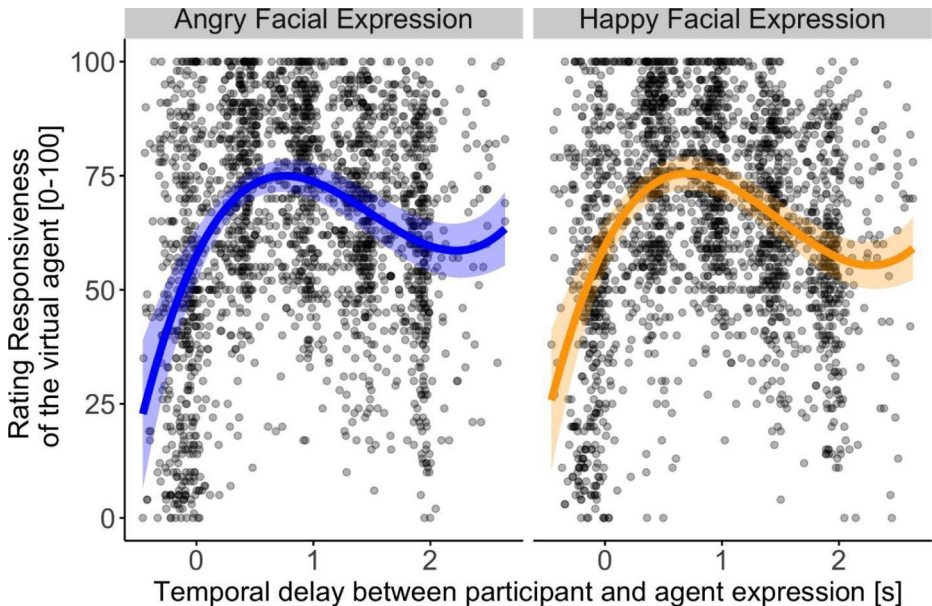 Angry Facial Expression
Happy Facial Expression
Rating Responsiveness
of the virtual agent [0-100]
100
75
50
25
0
0 1 2
0 1 2
Temporal delay between participant and agent expression [s]